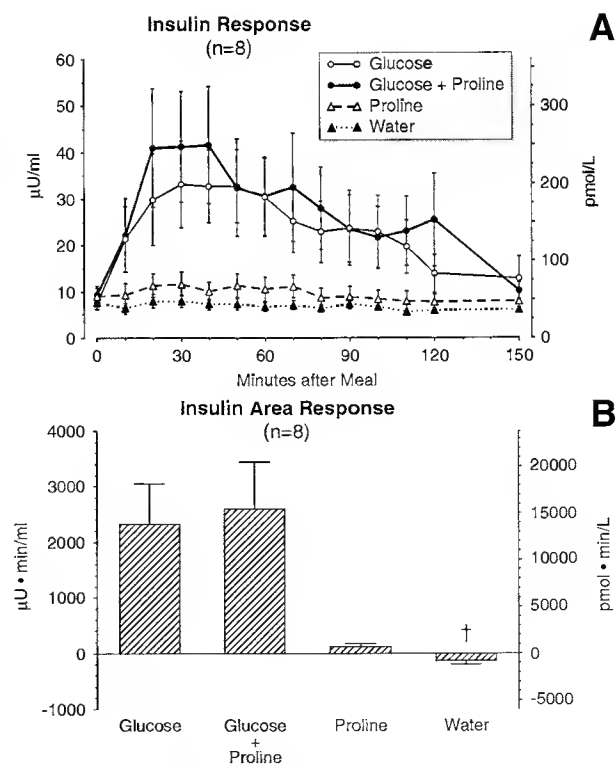 Insulin Response
(n=8)
A
Glucose
Glucose + Proline
Proline
Water
60
50
40
30
20
10
0
µU/ml
300
200
100
0
pmol/L
0
30
60
90
120
150
Minutes after Meal
Insulin Area Response
(n=8)
B
4000
3000
2000
1000
0
-1000
µU • min/ml
20000
15000
10000
5000
0
-5000
pmol • min/L
†
Glucose
Glucose
+
Proline
Proline
Water